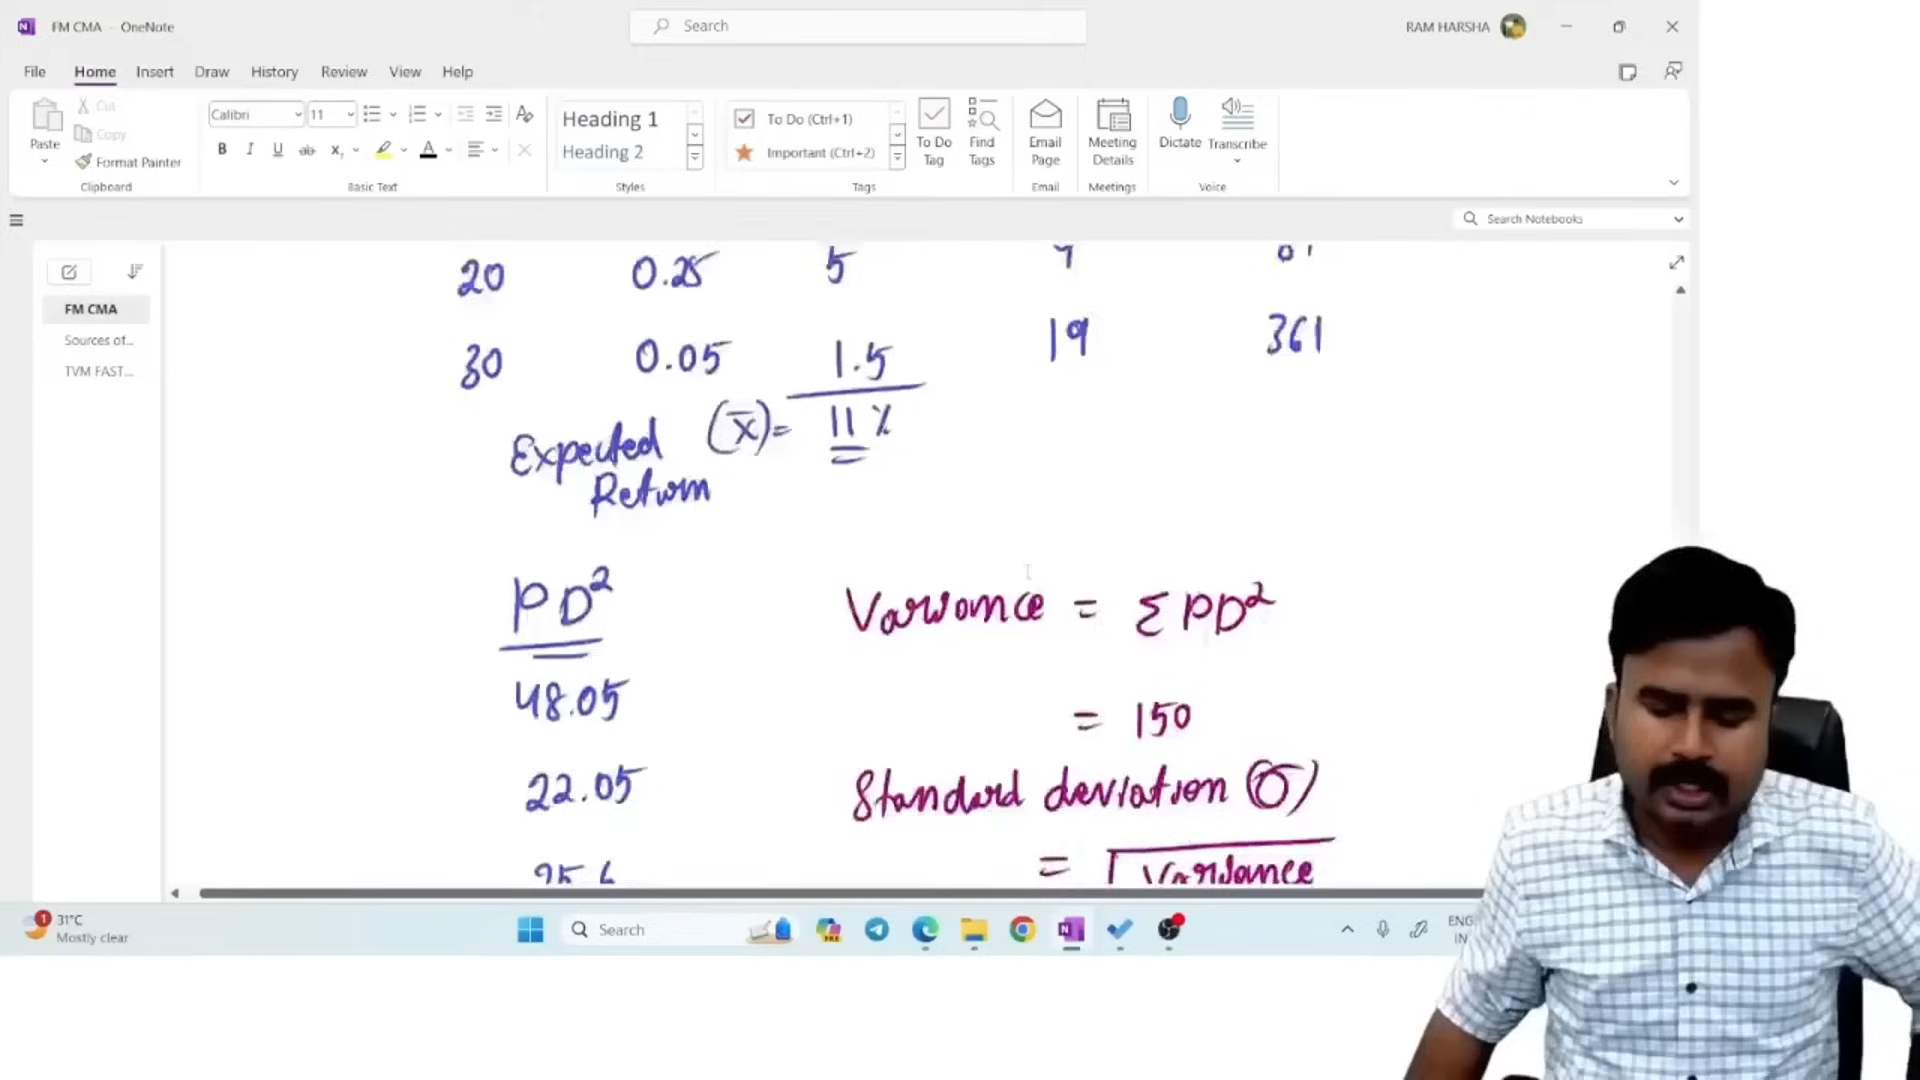 FM CMA - OneNote
Search
RAM HARSHA
File Home Insert Draw History Review View Help
Paste
Cut
Copy
Format Painter
Clipboard
Calibri 11
Basic Text
Heading 1
Heading 2
Styles
To Do (Ctrl+1)
Important (Ctrl+2)
To Do Tag
Find Tags
Tags
Email Page
Email
Meeting Details
Meetings
Dictate
Transcribe
Voice
Search Notebooks
FM CMA
Sources of...
TVM FAST...
20 0.25 5
30 0.05 1.5 19 361
Expected (x̄) = 11 %
Return
PD²
48.05
22.05
Variance = Σ PD²
= 150
Standard deviation (σ)
= √Variance
1
31°C
Mostly clear
Search
ENG
IN